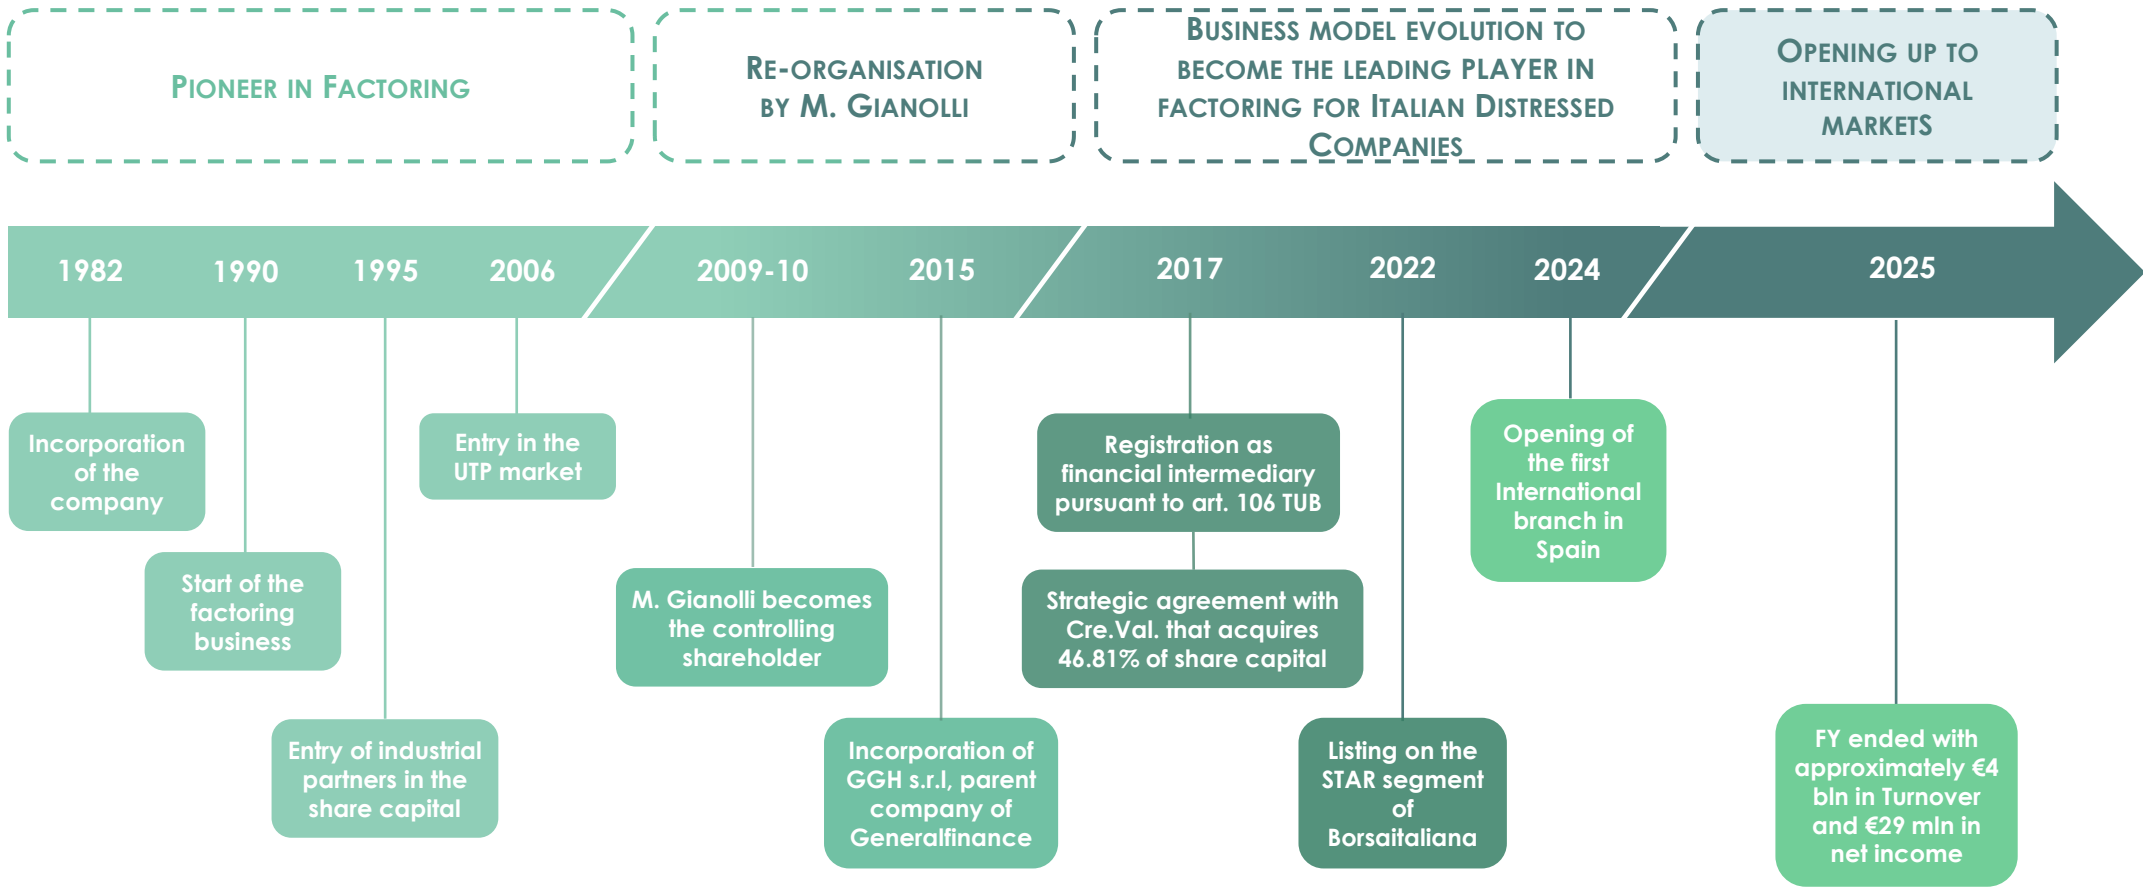 PIONEER IN FACTORING
RE-ORGANISATION
BY M. GIANOLLI
BUSINESS MODEL EVOLUTION TO
BECOME THE LEADING PLAYER IN
FACTORING FOR ITALIAN DISTRESSED
COMPANIES
OPENING UP TO
INTERNATIONAL
MARKETS
1982
1990
1995
2006
2009-10
2015
2017
2022
2024
2025
Incorporation
of the
company
Start of the
factoring
business
Entry of industrial
partners in the
share capital
Entry in the
UTP market
M. Gianolli becomes
the controlling
shareholder
Incorporation of
GGH s.r.l, parent
company of
Generalfinance
Registration as
financial intermediary
pursuant to art. 106 TUB
Strategic agreement with
Cre.Val. that acquires
46.81% of share capital
Listing on the
STAR segment
of
Borsaitaliana
Opening of
the first
International
branch in
Spain
FY ended with
approximately €4
bln in Turnover
and €29 mln in
net income